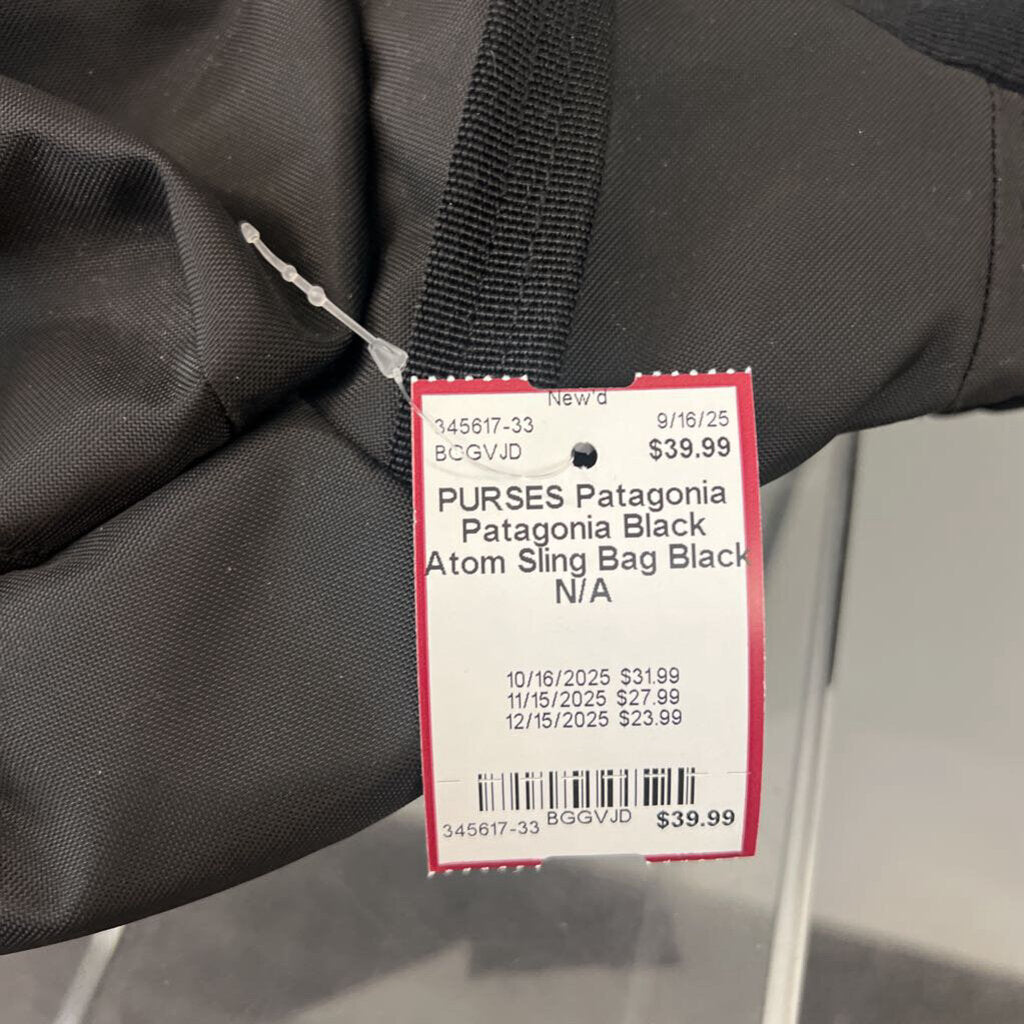 New'd
345617-33 9/16/25
BGGVJD $39.99
PURSES Patagonia
Patagonia Black
Atom Sling Bag Black
N/A
10/16/2025 $31.99
11/15/2025 $27.99
12/15/2025 $23.99
345617-33 BGGVJD $39.99